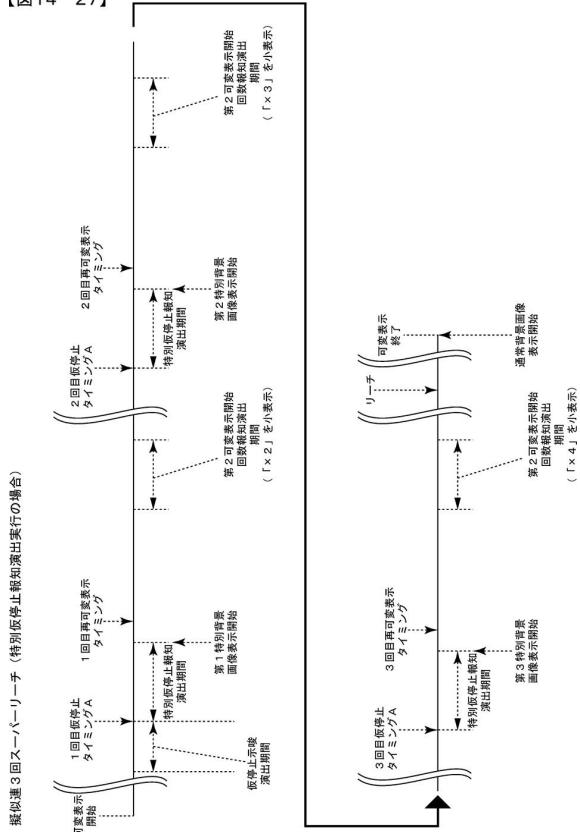 【図14-27】
擬似連3回スーパーリーチ（特別仮停止報知演出実行の場合）
可変表示
開始
仮停止示唆
演出期間
1回目仮停止
タイミングA
特別仮停止報知
演出期間
第1特別背景
画像表示開始
1回目再可変表示
タイミング
第2可変表示開始
回数報知演出
期間
（「×2」を小表示）
2回目仮停止
タイミングA
特別仮停止報知
演出期間
第2特別背景
画像表示開始
2回目再可変表示
タイミング
第2可変表示開始
回数報知演出
期間
（「×3」を小表示）
3回目仮停止
タイミングA
特別仮停止報知
演出期間
第3特別背景
画像表示開始
3回目再可変表示
タイミング
第2可変表示開始
回数報知演出
期間
（「×4」を小表示）
リーチ
可変表示
終了
通常背景画像
表示開始